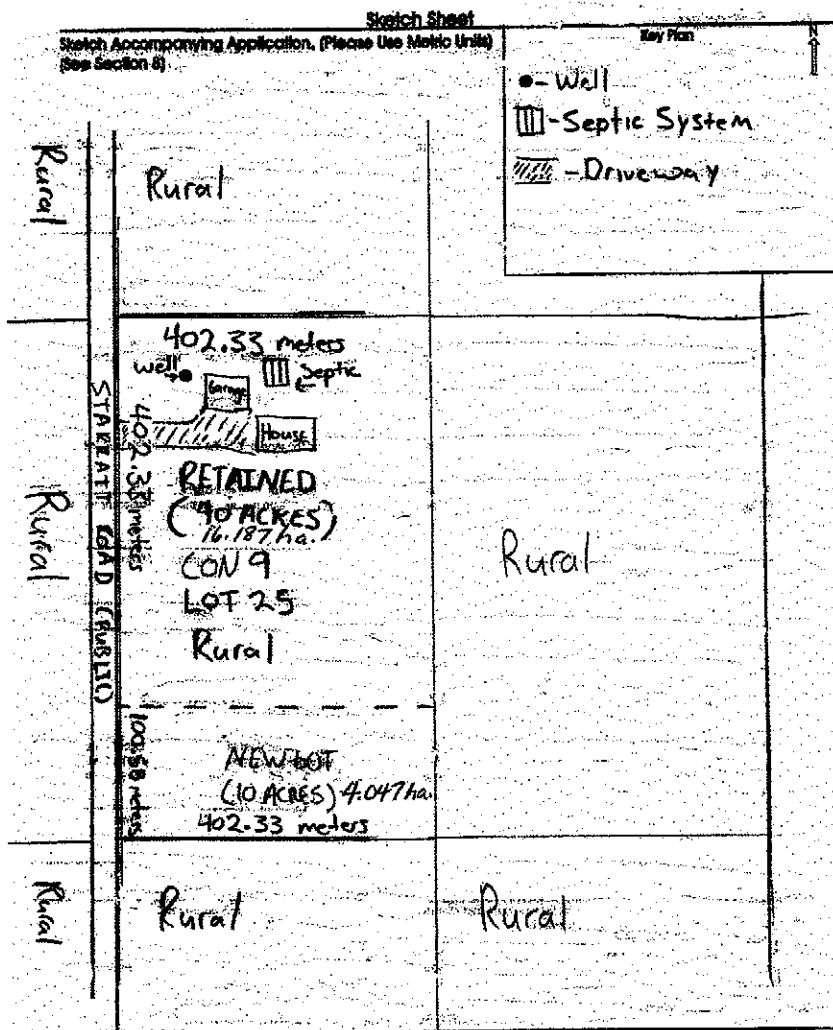 Sketch Sheet
Sketch Accompanying Application. (Please Use Metric Units)
(See Section 8)
Key Plan
N
- Well
- Septic System
- Driveway
Rural
Rural
402.33 meters
well
Septic
Garage
House
402.33 meters
STARRATT ROAD (PUBLIC)
Rural
RETAINED
(40 ACRES)
16.187 ha.
CON 9
LOT 25
Rural
Rural
100.58 meters
NEW LOT
(10 ACRES) 4.047 ha.
402.33 meters
Rural
Rural
Rural